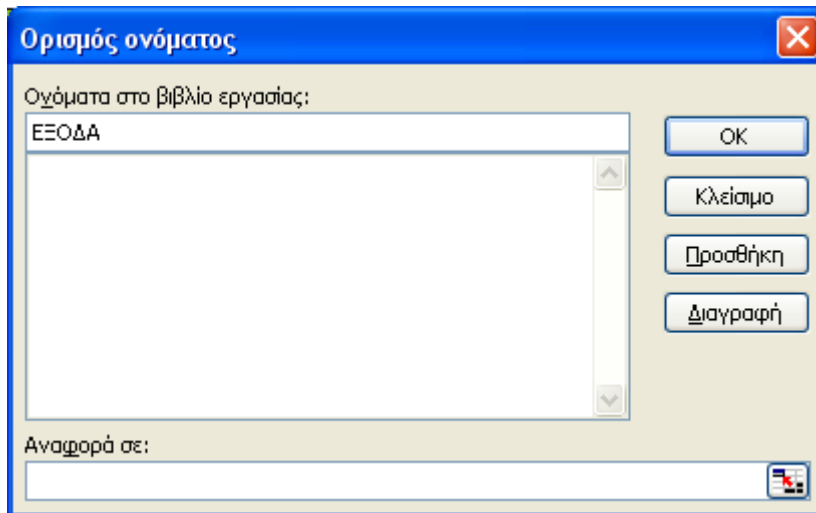 Ορισμός ονόματος
Ονόματα στο βιβλίο εργασίας:
ΕΞΟΔΑ
OK
Κλείσιμο
Προσθήκη
Διαγραφή
Αναφορά σε: